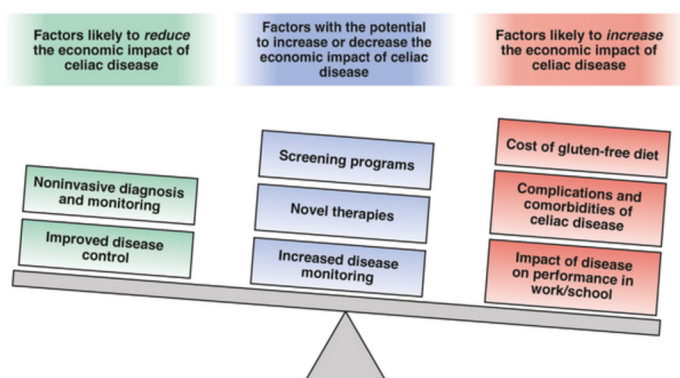 Factors likely to reduce
the economic impact of
celiac disease
Factors with the potential
to increase or decrease the
economic impact of celiac
disease
Factors likely to increase
the economic impact of
celiac disease
Noninvasive diagnosis
and monitoring
Improved disease
control
Screening programs
Novel therapies
Increased disease
monitoring
Cost of gluten-free diet
Complications and
comorbidities of
celiac disease
Impact of disease
on performance in
work/school